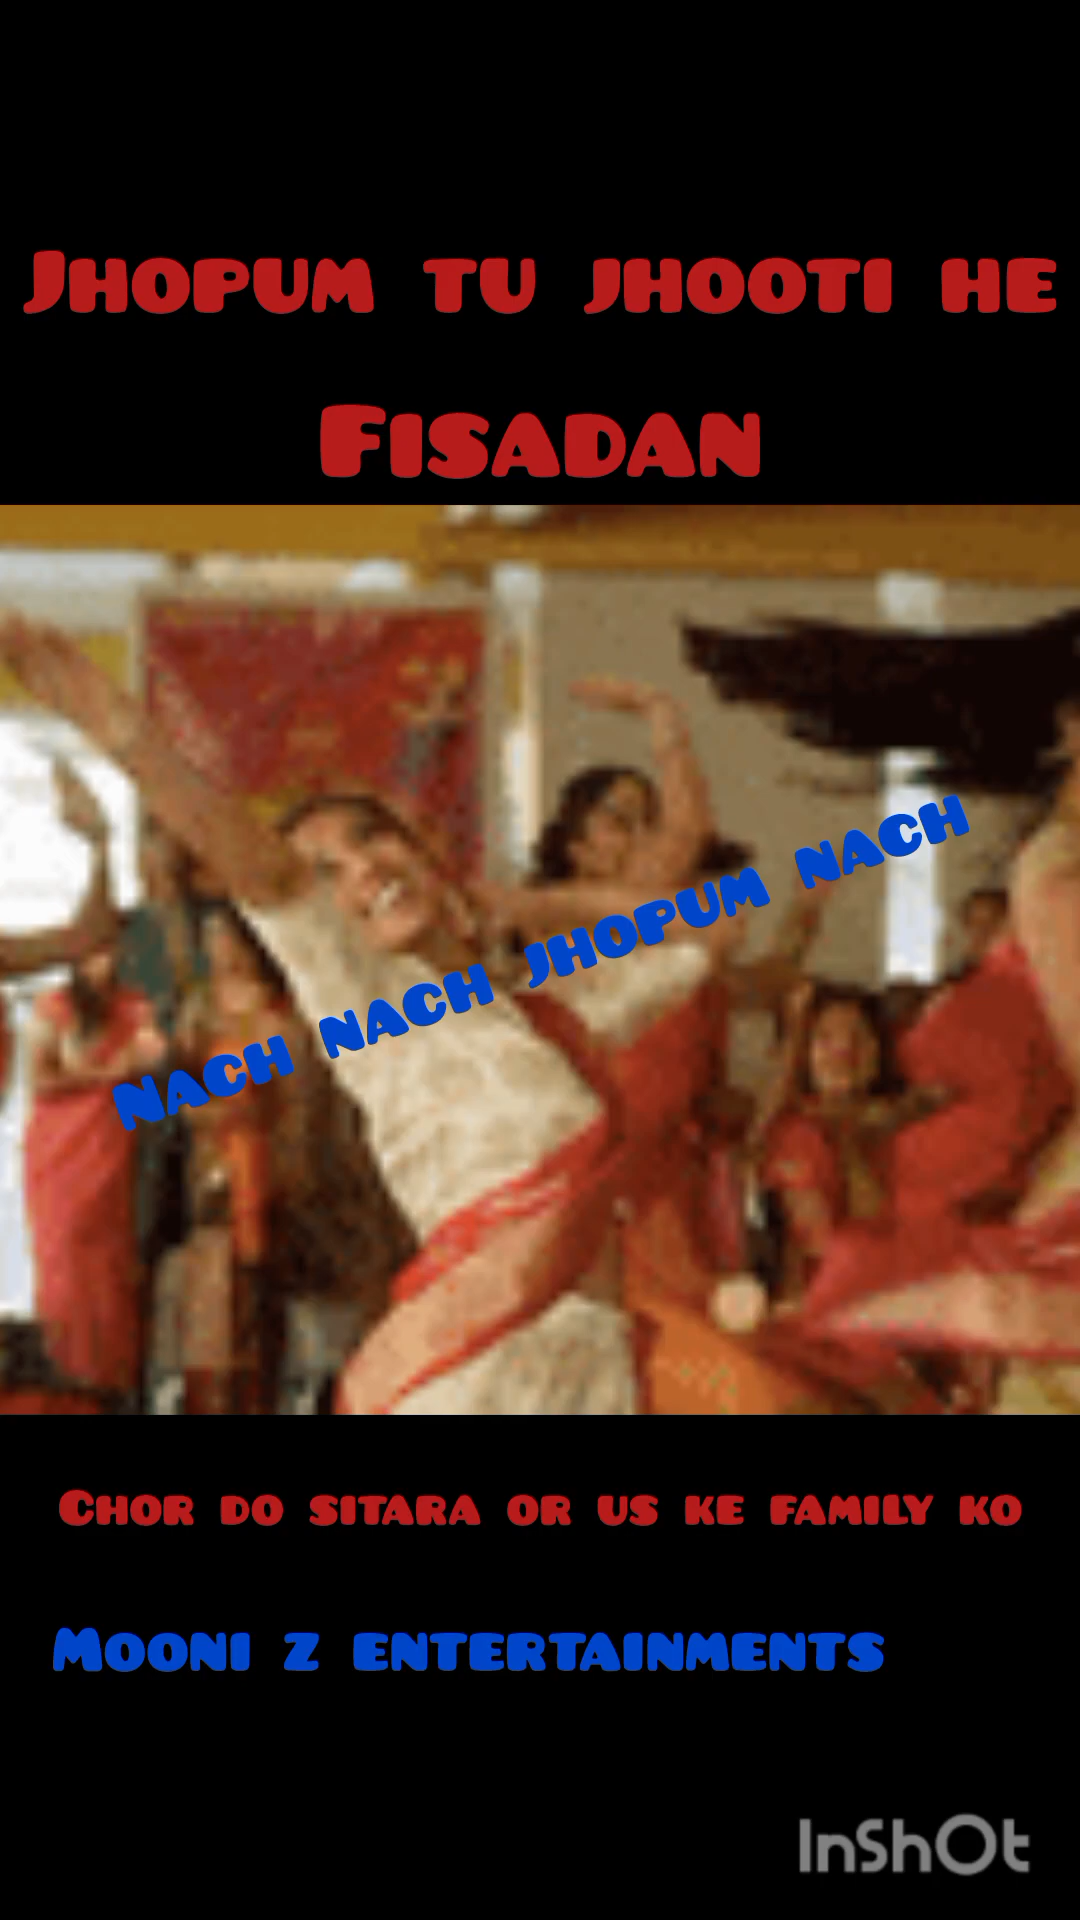 Jhopum tu jhooti he
Fisadan
Nach nach jhopum nach
Chor do sitara or us ke family ko
Mooni z entertainments
InShOt